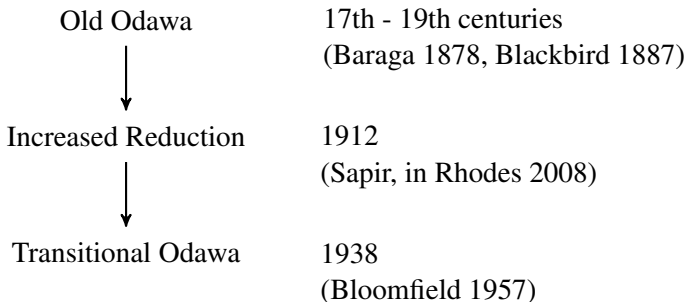 Old Odawa 17th - 19th centuries
(Baraga 1878, Blackbird 1887)
Increased Reduction 1912
(Sapir, in Rhodes 2008)
Transitional Odawa 1938
(Bloomfield 1957)